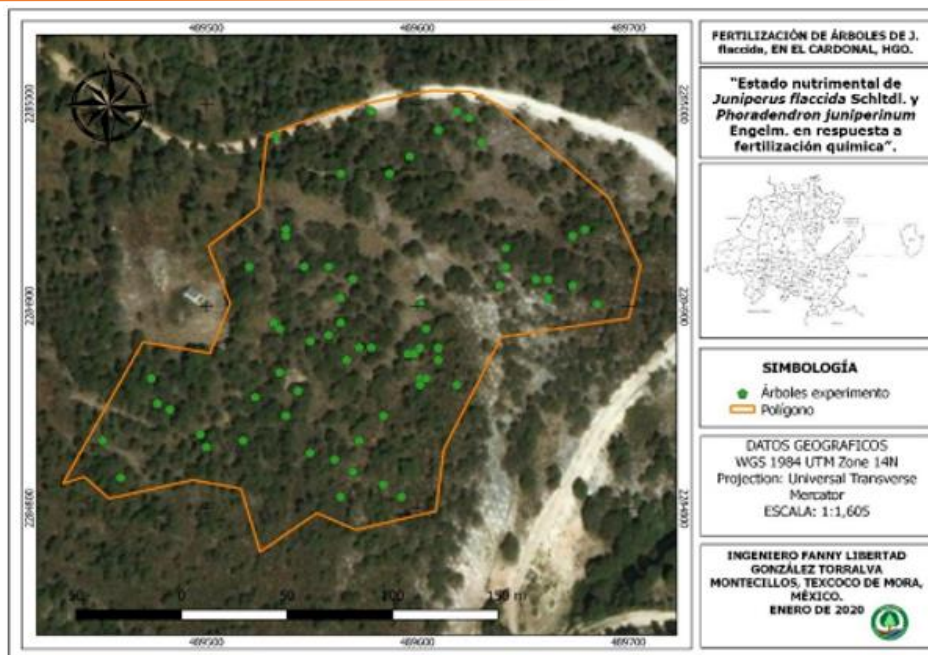 489500 489600 489700
2285000 2285000
2284900 2284900
2284800 2284800
50 0 50 100 150 m
489500 489600 489700
FERTILIZACIÓN DE ÁRBOLES DE J.
flaccida, EN EL CARDONAL, HGO.
"Estado nutrimental de
Juniperus flaccida Schltdl. y
Phoradendron juniperinum
Engelm. en respuesta a
fertilización química".
SIMBOLOGÍA
Árboles experimento
Polígono
DATOS GEOGRAFICOS
WGS 1984 UTM Zone 14N
Projection: Universal Transverse
Mercator
ESCALA: 1:1,605
INGENIERO FANNY LIBERTAD
GONZÁLEZ TORRALVA
MONTECILLOS, TEXCOCO DE MORA,
MÉXICO.
ENERO DE 2020